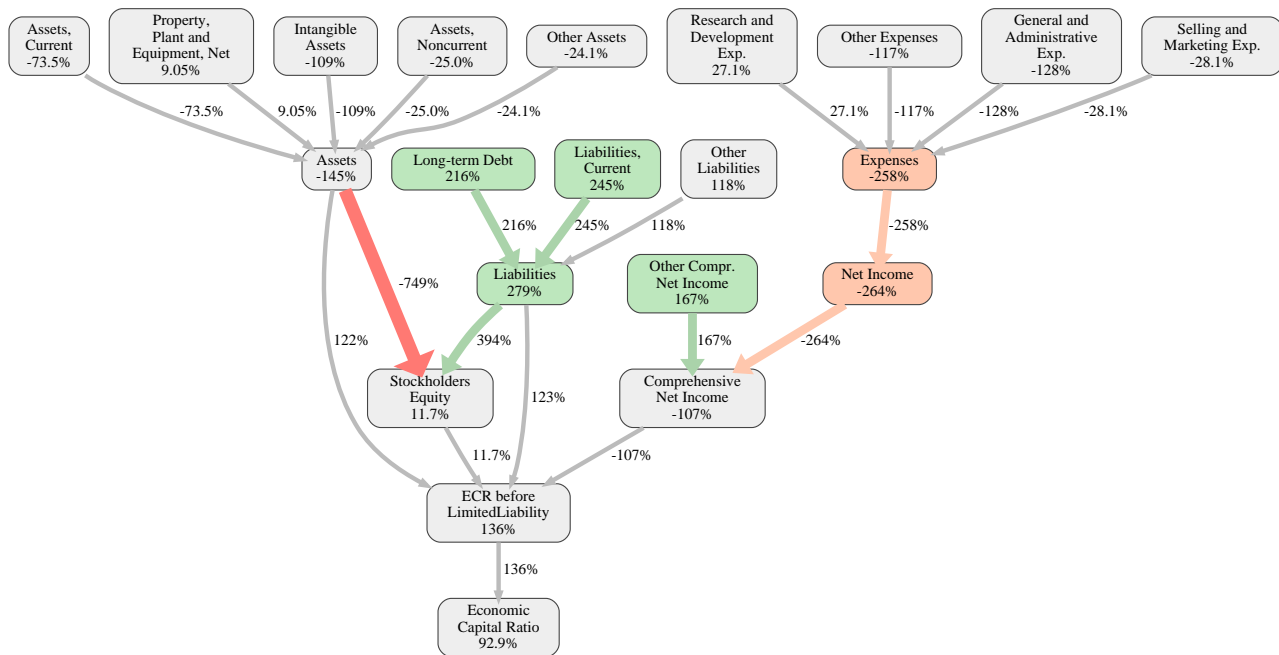 Assets,
Current
-73.5%
Property,
Plant and
Equipment, Net
9.05%
Intangible
Assets
-109%
Assets,
Noncurrent
-25.0%
Other Assets
-24.1%
Research and
Development
Exp.
27.1%
Other Expenses
-117%
General and
Administrative
Exp.
-128%
Selling and
Marketing Exp.
-28.1%
-73.5%
9.05%
-109%
-25.0%
-24.1%
27.1%
-117%
-128%
-28.1%
Assets
-145%
Long-term Debt
216%
Liabilities,
Current
245%
Other
Liabilities
118%
Expenses
-258%
216%
245%
118%
-258%
Liabilities
279%
Other Compr.
Net Income
167%
Net Income
-264%
-749%
122%
394%
167%
-264%
Stockholders
Equity
11.7%
123%
Comprehensive
Net Income
-107%
11.7%
-107%
ECR before
LimitedLiability
136%
136%
Economic
Capital Ratio
92.9%